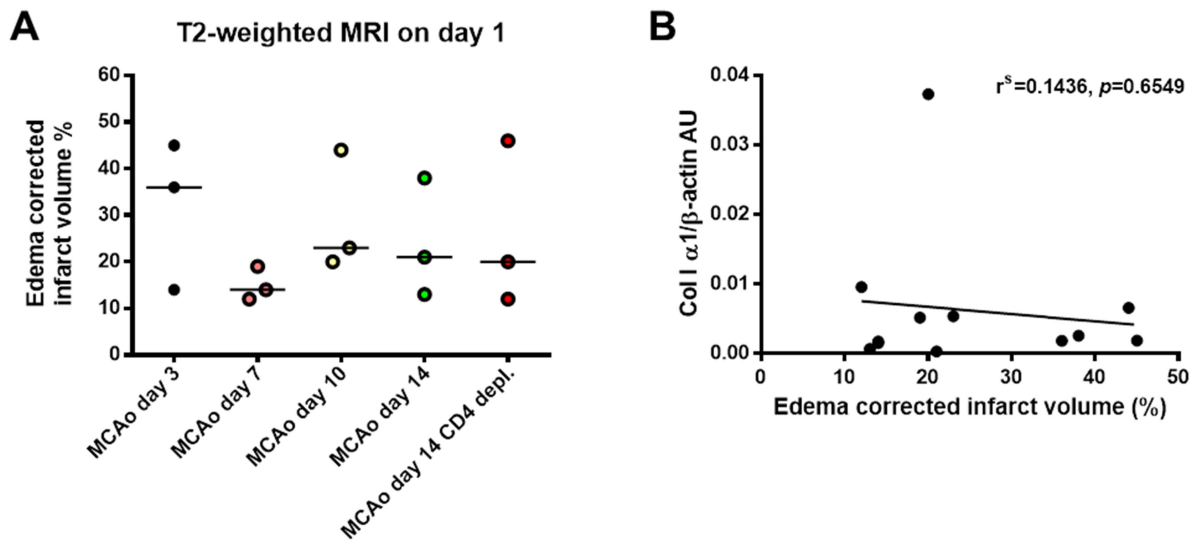 A
T2-weighted MRI on day 1
Edema corrected
infarct volume %
60
50
40
30
20
10
0
MCAo day 3
MCAo day 7
MCAo day 10
MCAo day 14
MCAo day 14 CD4 depl.
B
rˢ=0.1436, p=0.6549
Col I α1/β-actin AU
0.04
0.03
0.02
0.01
0.00
0 10 20 30 40 50
Edema corrected infarct volume (%)